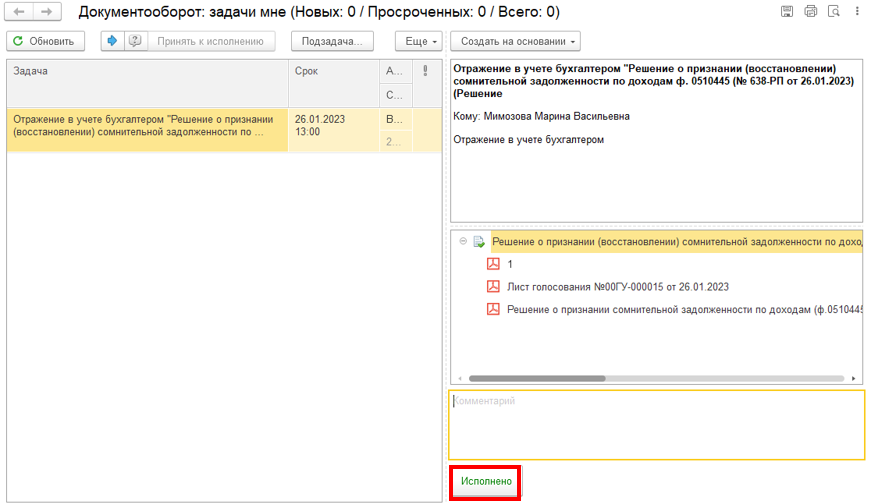 Документооборот: задачи мне (Новых: 0 / Просроченных: 0 / Всего: 0)
Обновить
Принять к исполнению
Подзадача...
Еще
Создать на основании
Задача
Срок
А...
С...
Отражение в учете бухгалтером "Решение о признании
(восстановлении) сомнительной задолженности по ...
26.01.2023
13:00
В...
2...
Отражение в учете бухгалтером "Решение о признании (восстановлении)
сомнительной задолженности по доходам ф. 0510445 (№ 638-РП от 26.01.2023)
(Решение
Кому: Мимозова Марина Васильевна
Отражение в учете бухгалтером
Решение о признании (восстановлении) сомнительной задолженности по дохо
1
Лист голосования №00ГУ-000015 от 26.01.2023
Решение о признании сомнительной задолженности по доходам (ф.0510445
Комментарий
Исполнено